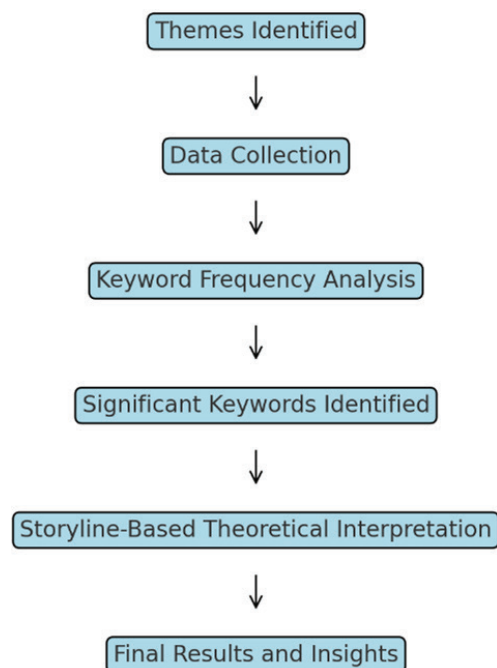 Themes Identified
Data Collection
Keyword Frequency Analysis
Significant Keywords Identified
Storyline-Based Theoretical Interpretation
Final Results and Insights